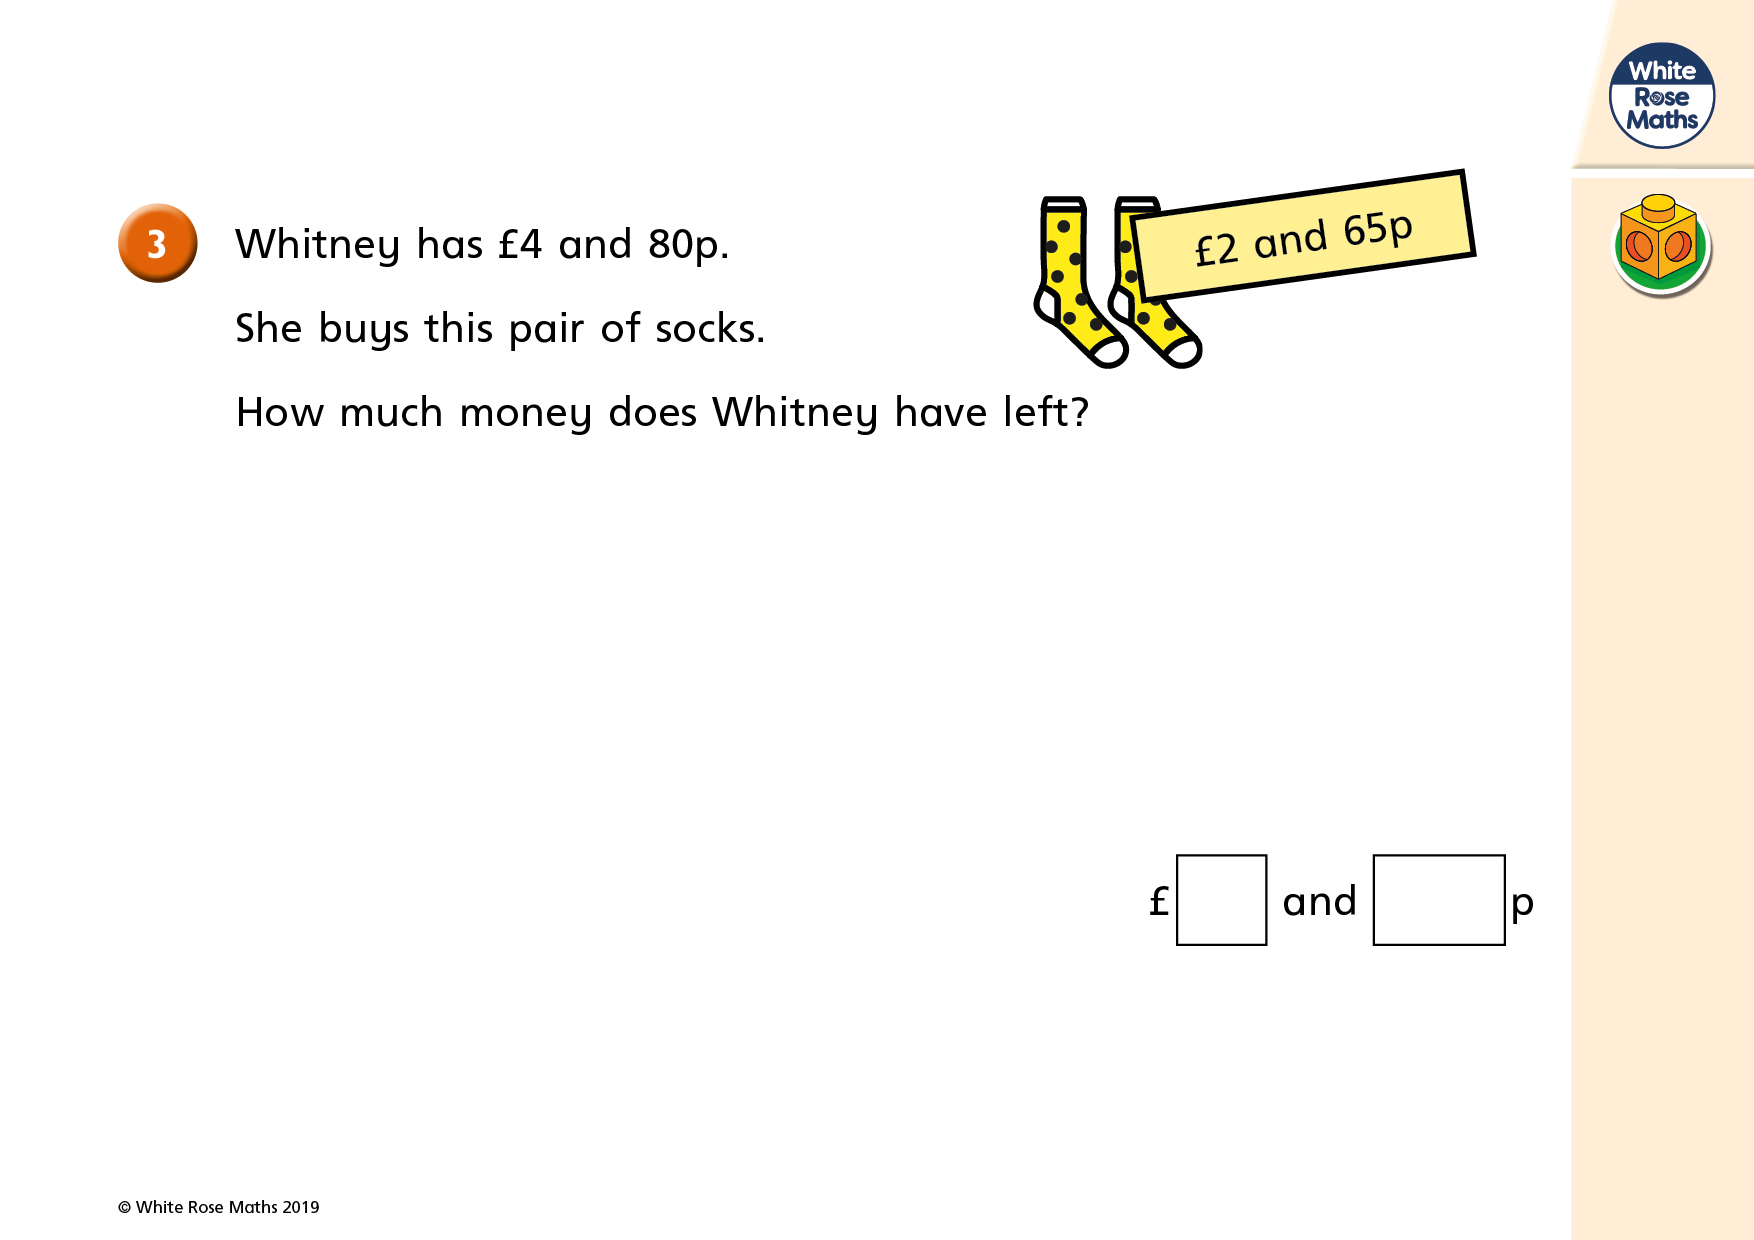 White
Rose
Maths
3
Whitney has £4 and 80p.
£2 and 65p
She buys this pair of socks.
How much money does Whitney have left?
£ and p
© White Rose Maths 2019